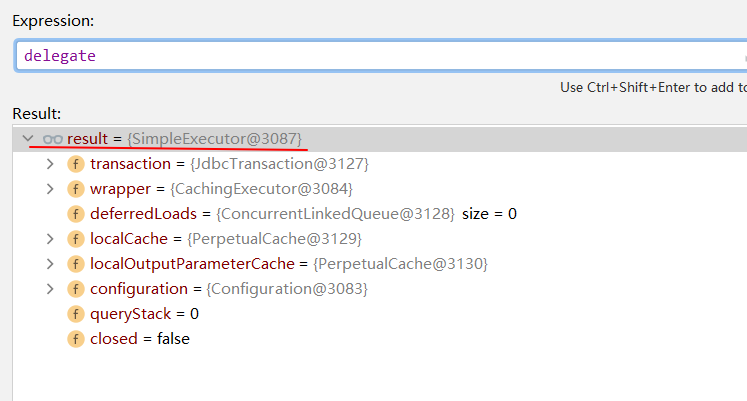 Expression:
delegate
Use Ctrl+Shift+Enter to add to
Result:
result = {SimpleExecutor@3087}
f transaction = {JdbcTransaction@3127}
f wrapper = {CachingExecutor@3084}
f deferredLoads = {ConcurrentLinkedQueue@3128} size = 0
f localCache = {PerpetualCache@3129}
f localOutputParameterCache = {PerpetualCache@3130}
f configuration = {Configuration@3083}
f queryStack = 0
f closed = false